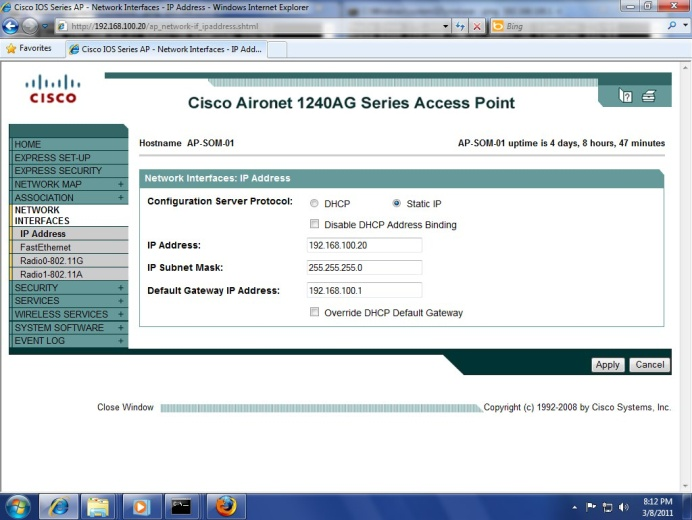 Cisco IOS Series AP - Network Interfaces - IP Address - Windows Internet Explorer
http://192.168.100.20/ap_network-if_ipaddress.shtml
Bing
Favorites
Cisco IOS Series AP - Network Interfaces - IP Add...
CISCO
Cisco Aironet 1240AG Series Access Point
HOME
EXPRESS SET-UP
EXPRESS SECURITY
NETWORK MAP +
ASSOCIATION +
NETWORK
INTERFACES
IP Address
FastEthernet
Radio0-802.11G
Radio1-802.11A
SECURITY +
SERVICES +
WIRELESS SERVICES +
SYSTEM SOFTWARE +
EVENT LOG +
Hostname AP-SOM-01
AP-SOM-01 uptime is 4 days, 8 hours, 47 minutes
Network Interfaces: IP Address
Configuration Server Protocol: DHCP Static IP
Disable DHCP Address Binding
IP Address: 192.168.100.20
IP Subnet Mask: 255.255.255.0
Default Gateway IP Address: 192.168.100.1
Override DHCP Default Gateway
Apply Cancel
Close Window
Copyright (c) 1992-2008 by Cisco Systems, Inc.
8:12 PM
3/8/2011